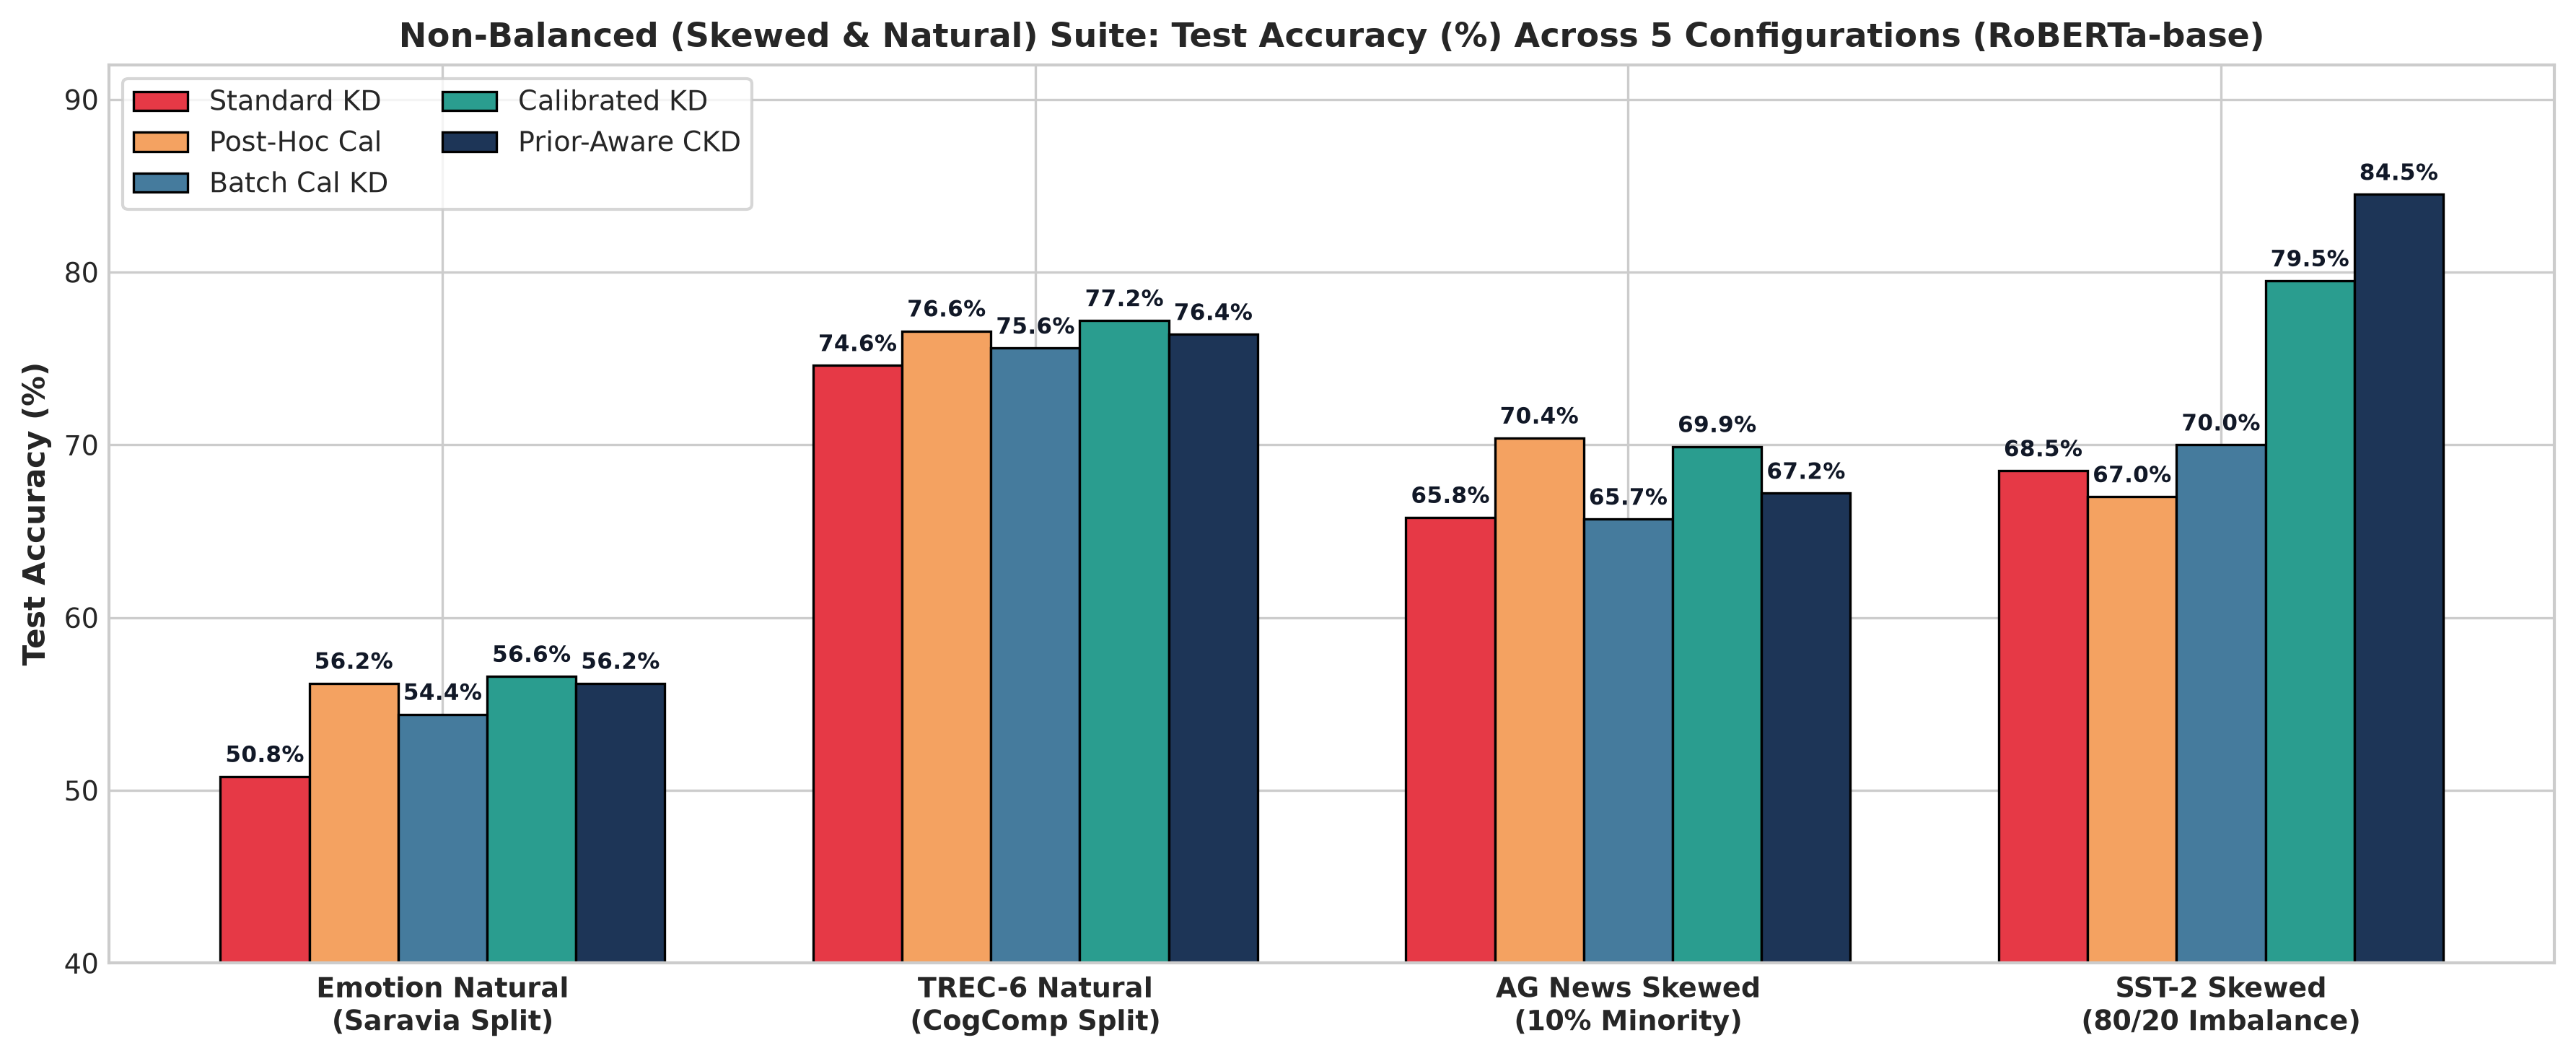 Non-Balanced (Skewed & Natural) Suite: Test Accuracy (%) Across 5 Configurations (RoBERTa-base)
Standard KD
Post-Hoc Cal
Batch Cal KD
Calibrated KD
Prior-Aware CKD
Test Accuracy (%)
90
80
70
60
50
40
50.8%
56.2%
54.4%
56.6%
56.2%
74.6%
76.6%
75.6%
77.2%
76.4%
65.8%
70.4%
65.7%
69.9%
67.2%
68.5%
67.0%
70.0%
79.5%
84.5%
Emotion Natural
(Saravia Split)
TREC-6 Natural
(CogComp Split)
AG News Skewed
(10% Minority)
SST-2 Skewed
(80/20 Imbalance)